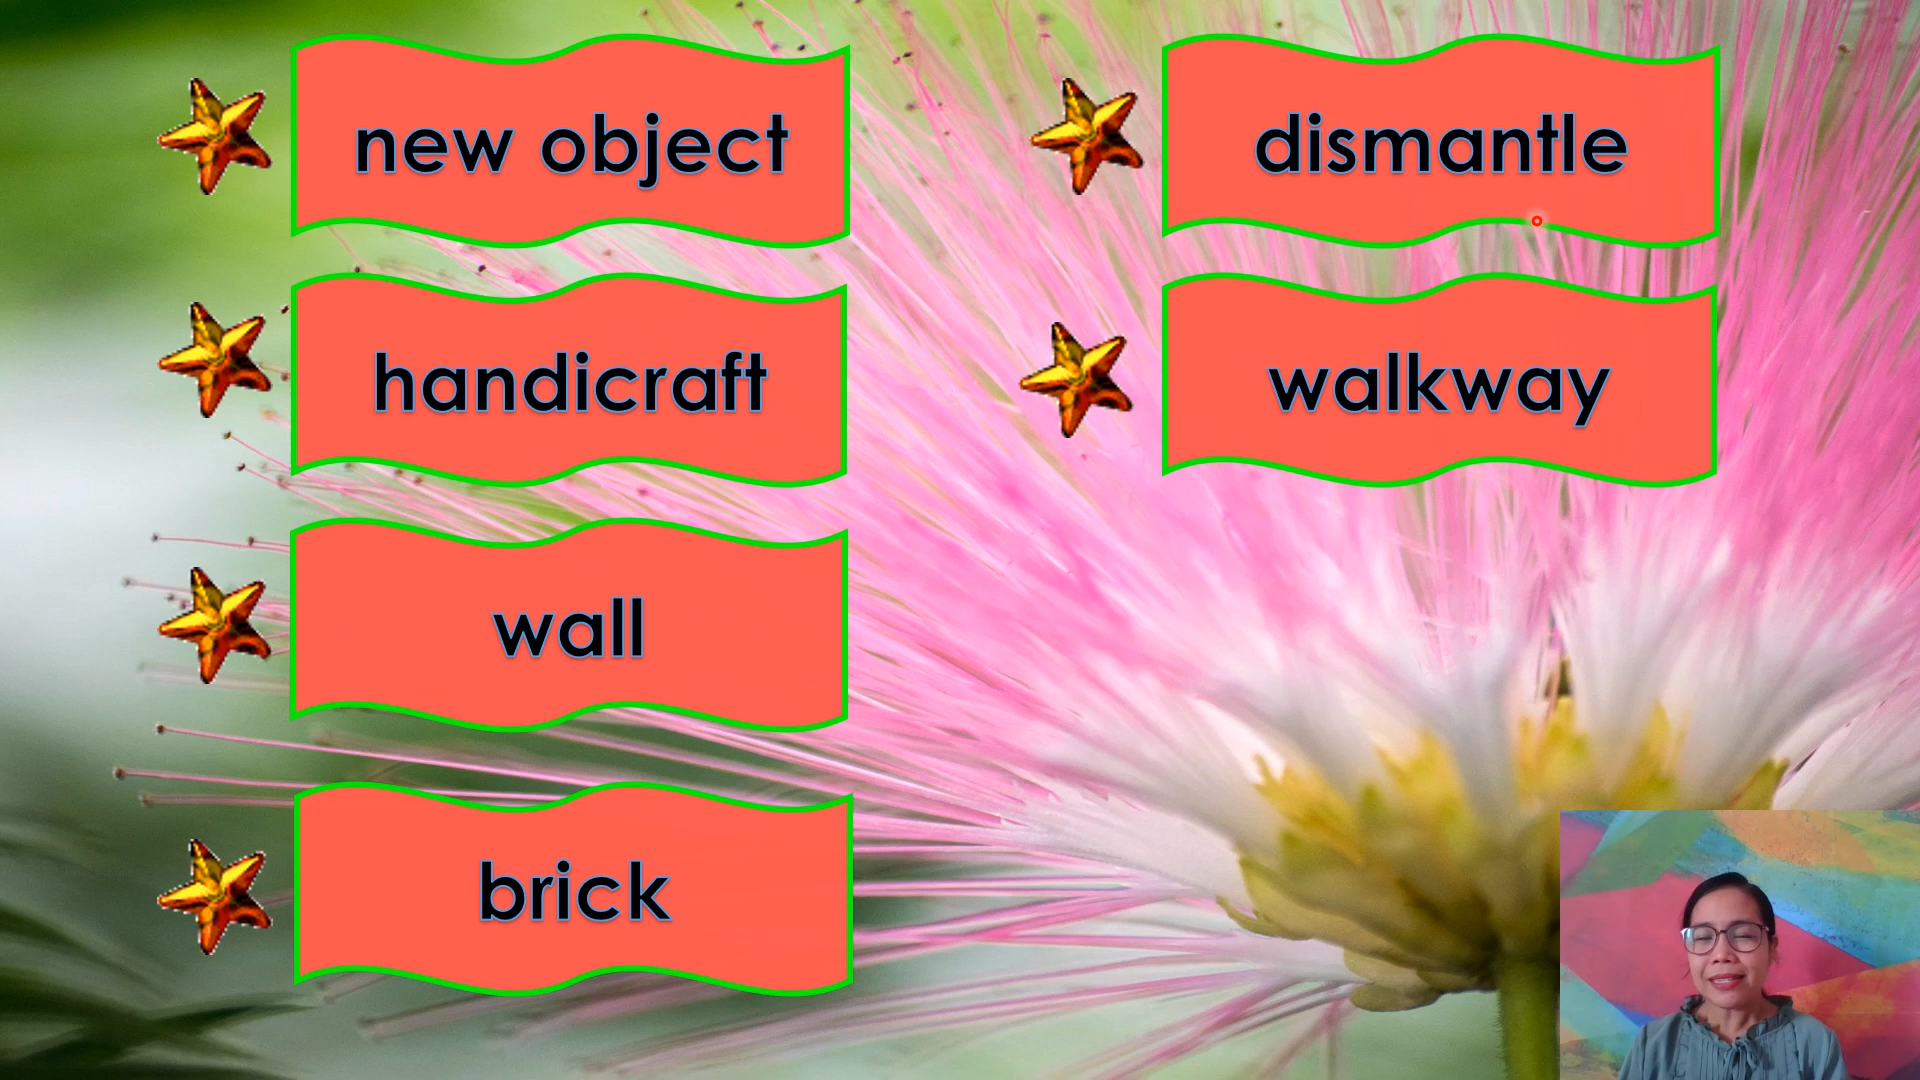 new object
handicraft
wall
brick
dismantle
walkway